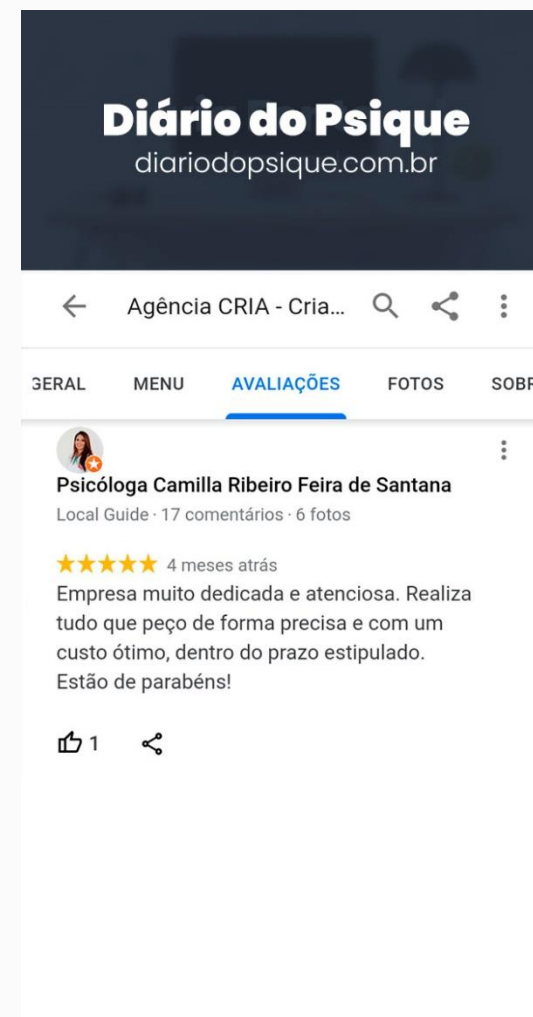 Diário do Psique
diariodopsique.com.br
Agência CRIA - Cria...
GERAL MENU AVALIAÇÕES FOTOS SOBR
Psicóloga Camilla Ribeiro Feira de Santana
Local Guide · 17 comentários · 6 fotos
4 meses atrás
Empresa muito dedicada e atenciosa. Realiza
tudo que peço de forma precisa e com um
custo ótimo, dentro do prazo estipulado.
Estão de parabéns!
1